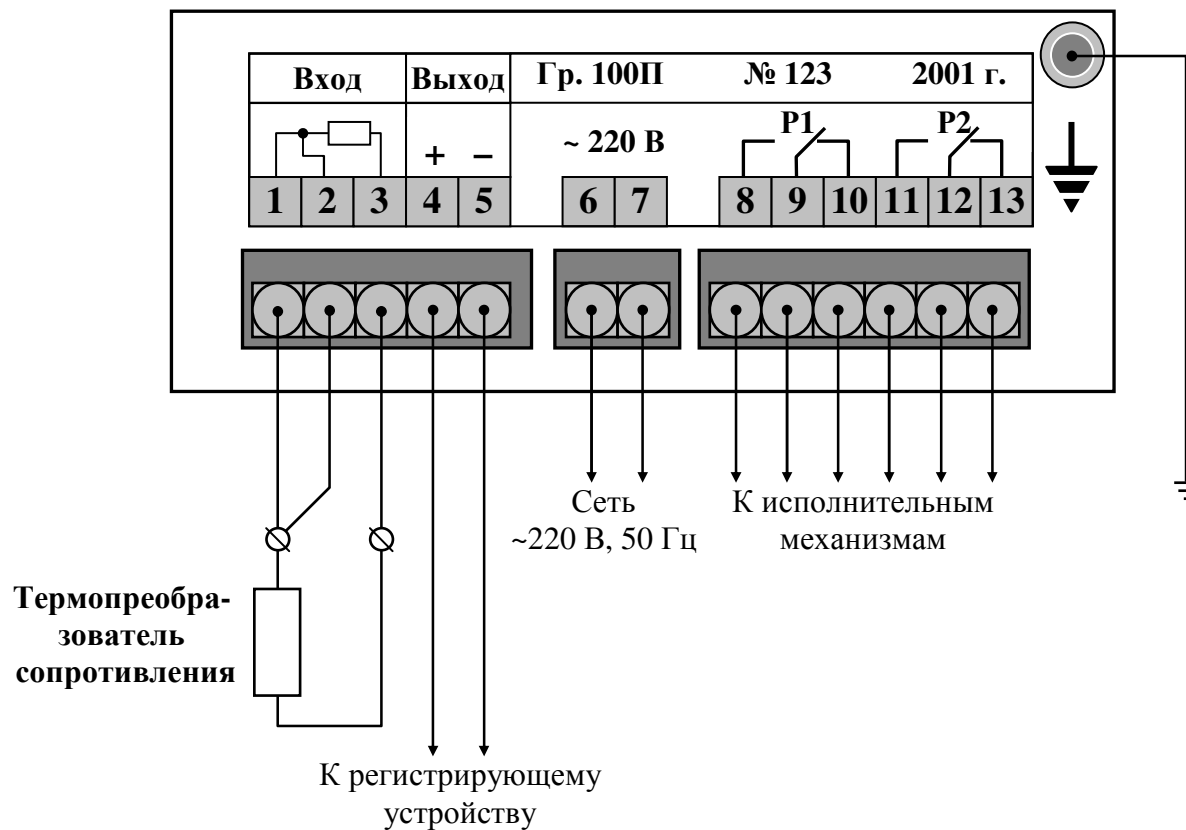 Вход Выход Гр. 100П № 123 2001 г.
+ – ~ 220 В Р1 Р2
1 2 3 4 5 6 7 8 9 10 11 12 13
Сеть
~220 В, 50 Гц
К исполнительным
механизмам
Термопреобра-
зователь
сопротивления
К регистрирующему
устройству